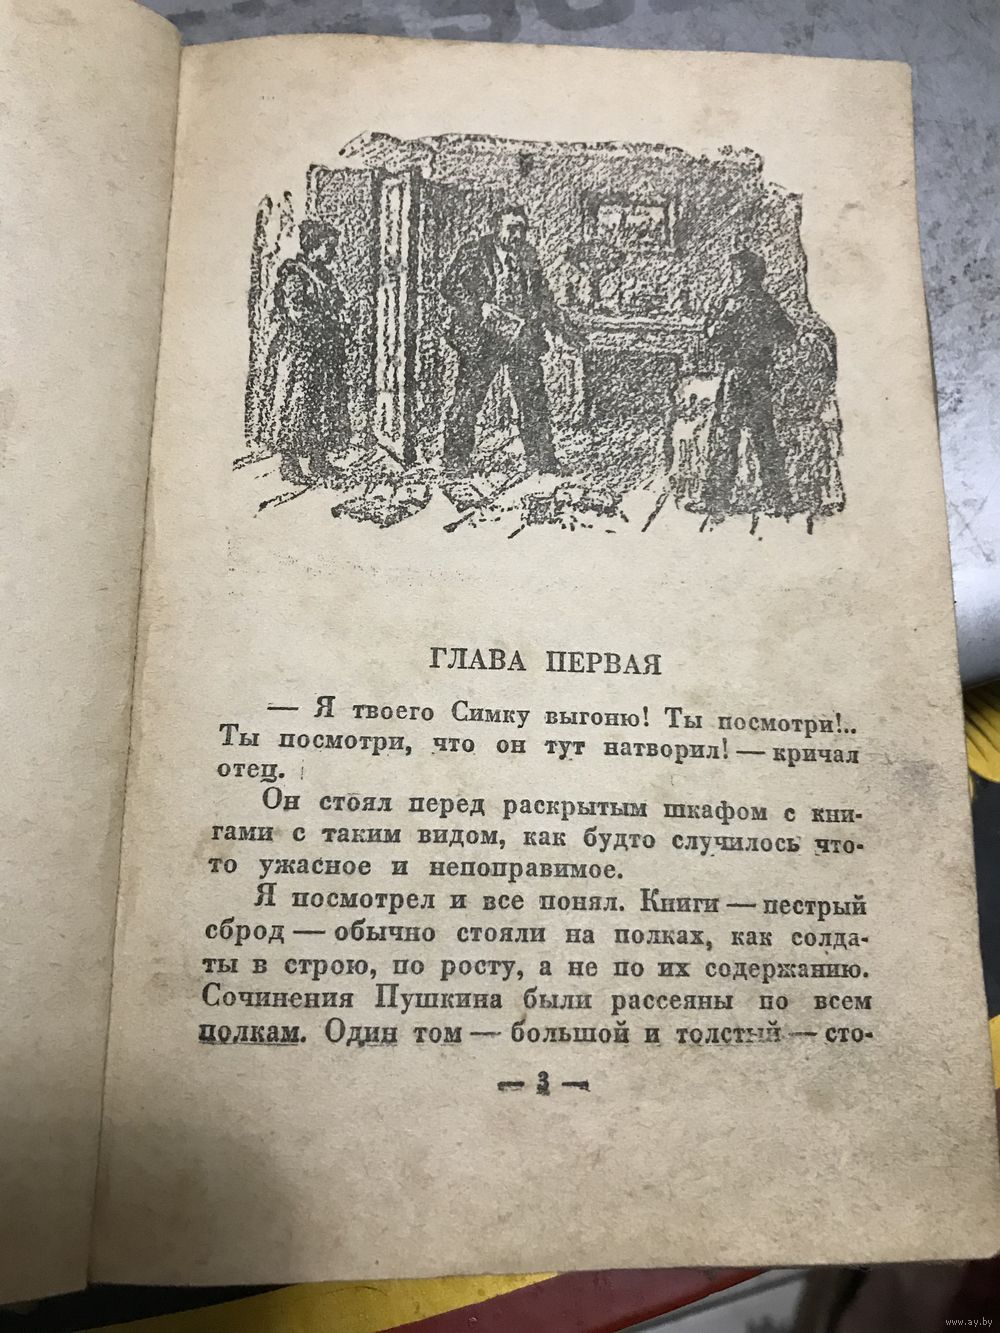 ГЛАВА ПЕРВАЯ
— Я твоего Симку выгоню! Ты посмотри!..
Ты посмотри, что он тут натворил! — кричал
отец.
Он стоял перед раскрытым шкафом с кни-
гами с таким видом, как будто случилось что-
то ужасное и непоправимое.
Я посмотрел и все понял. Книги — пестрый
сброд — обычно стояли на полках, как солда-
ты в строю, по росту, а не по их содержанию.
Сочинения Пушкина были рассеяны по всем
полкам. Один том — большой и толстый — сто-
— 3 —
www.ay.by